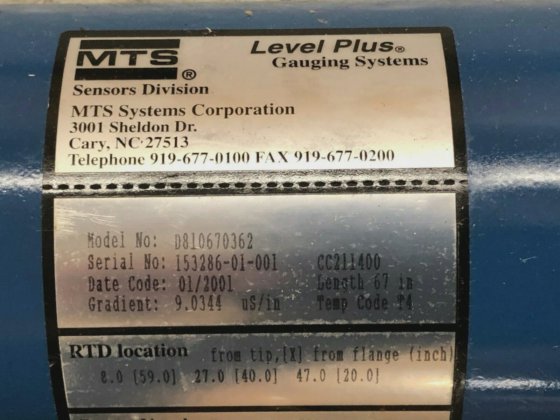 MTS ®
Level Plus®
Gauging Systems
Sensors Division
MTS Systems Corporation
3001 Sheldon Dr.
Cary, NC 27513
Telephone 919-677-0100 FAX 919-677-0200
Model No: D810670362
Serial No: 153286-01-001 CC211400
Date Code: 01/2001 Length 67 in
Gradient: 9.0344 uS/in Temp Code T4
RTD location from tip,[X] from flange (inch)
8.0 [59.0] 27.0 [40.0] 47.0 [20.0]